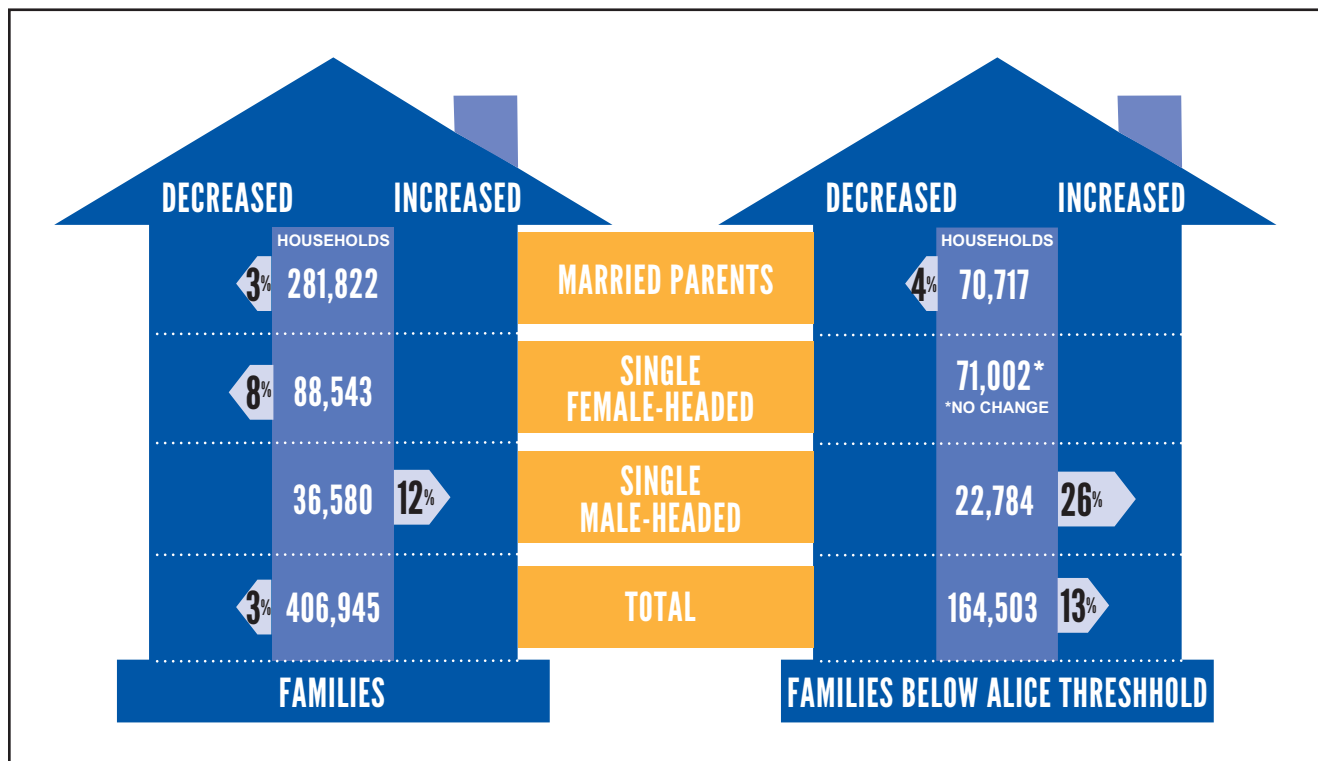 DECREASED
INCREASED
HOUSEHOLDS
3%
281,822
8%
88,543
36,580
12%
3%
406,945
FAMILIES
MARRIED PARENTS
SINGLE
FEMALE-HEADED
SINGLE
MALE-HEADED
TOTAL
DECREASED
INCREASED
HOUSEHOLDS
4%
70,717
71,002*
*NO CHANGE
22,784
26%
164,503
13%
FAMILIES BELOW ALICE THRESHHOLD